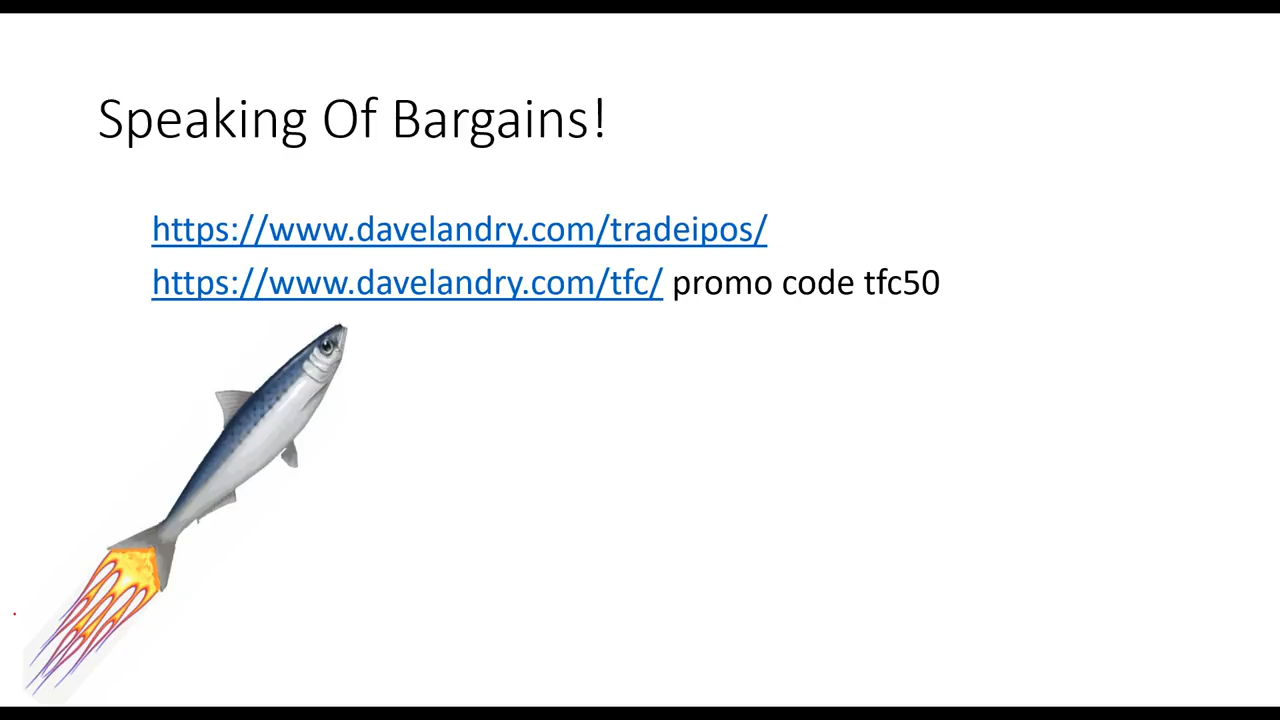 Speaking Of Bargains!
https://www.davelandry.com/tradeipos/
https://www.davelandry.com/tfc/ promo code tfc50